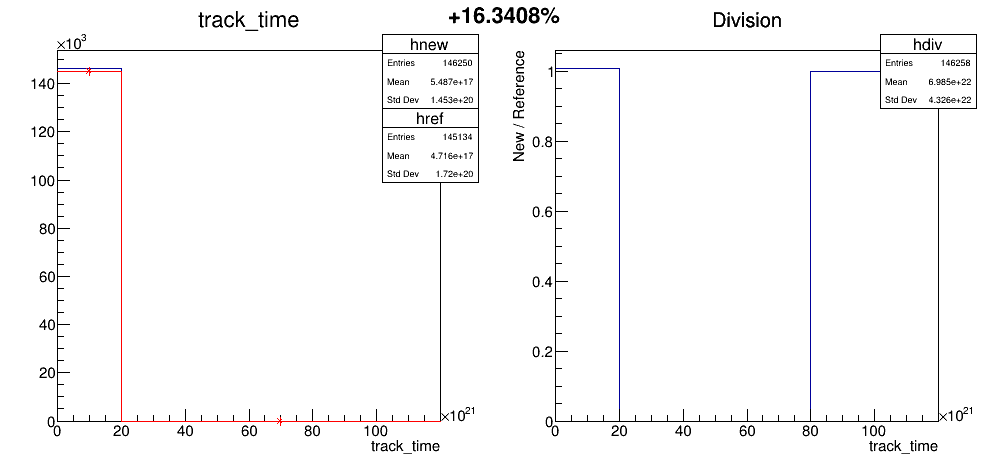 +16.3408%
track_time
×10³
hnew
Entries 146250
Mean 5.487e+17
Std Dev 1.453e+20
href
Entries 145134
Mean 4.716e+17
Std Dev 1.72e+20
140
120
100
80
60
40
20
0
0 20 40 60 80 100
×10²¹
track_time
Division
hdiv
Entries 146258
Mean 6.985e+22
Std Dev 4.326e+22
New / Reference
1
0.8
0.6
0.4
0.2
0
0 20 40 60 80 100
×10²¹
track_time